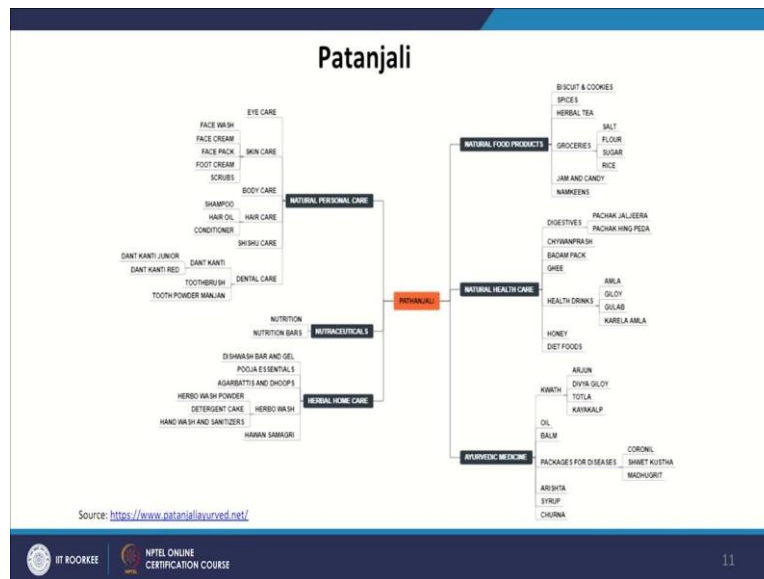 Patanjali
EYE CARE
FACE WASH
FACE CREAM
FACE PACK
FOOT CREAM
SCRUBS
SKIN CARE
BODY CARE
SHAMPOO
HAIR OIL
CONDITIONER
HAIR CARE
SHISHU CARE
DANT KANTI JUNIOR
DANT KANTI RED
DANT KANTI
TOOTHBRUSH
TOOTH POWDER MANJAN
DENTAL CARE
NATURAL PERSONAL CARE
NUTRITION
NUTRITION BARS
NUTRACEUTICALS
DISHWASH BAR AND GEL
POOJA ESSENTIALS
AGARBATTIS AND DHOOPS
HERBO WASH POWDER
DETERGENT CAKE
HAND WASH AND SANITIZERS
HERBO WASH
HAWAN SAMAGRI
HERBAL HOME CARE
PATHANJALI
NATURAL FOOD PRODUCTS
BISCUIT & COOKIES
SPICES
HERBAL TEA
GROCERIES
SALT
FLOUR
SUGAR
RICE
JAM AND CANDY
NAMKEENS
NATURAL HEALTH CARE
DIGESTIVES
PACHAK JALJEERA
PACHAK HING PEDA
CHYWANPRASH
BADAM PACK
GHEE
HEALTH DRINKS
AMLA
GILOY
GULAB
KARELA AMLA
HONEY
DIET FOODS
AYURVEDIC MEDICINE
KWATH
ARJUN
DIVYA GILOY
TOTLA
KAYAKALP
OIL
BALM
PACKAGES FOR DISEASES
CORONIL
SHWET KUSTHA
MADHUGRIT
ARISHTA
SYRUP
CHURNA
Source: https://www.patanjaliayurved.net/
IIT ROORKEE
NPTEL ONLINE
CERTIFICATION COURSE
11